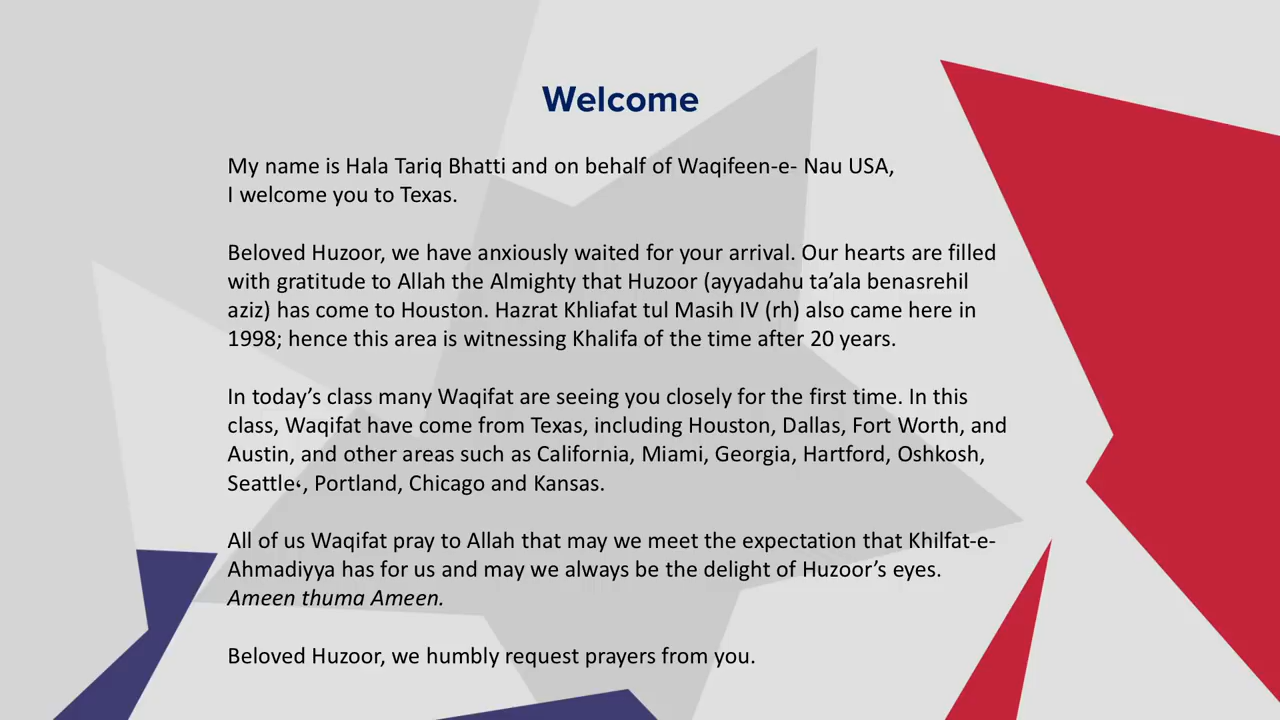 Welcome
My name is Hala Tariq Bhatti and on behalf of Waqifeen-e- Nau USA,
I welcome you to Texas.
Beloved Huzoor, we have anxiously waited for your arrival. Our hearts are filled
with gratitude to Allah the Almighty that Huzoor (ayyadahu ta’ala benasrehil
aziz) has come to Houston. Hazrat Khliafat tul Masih IV (rh) also came here in
1998; hence this area is witnessing Khalifa of the time after 20 years.
In today’s class many Waqifat are seeing you closely for the first time. In this
class, Waqifat have come from Texas, including Houston, Dallas, Fort Worth, and
Austin, and other areas such as California, Miami, Georgia, Hartford, Oshkosh,
Seattle،, Portland, Chicago and Kansas.
All of us Waqifat pray to Allah that may we meet the expectation that Khilfat-e-
Ahmadiyya has for us and may we always be the delight of Huzoor’s eyes.
Ameen thuma Ameen.
Beloved Huzoor, we humbly request prayers from you.